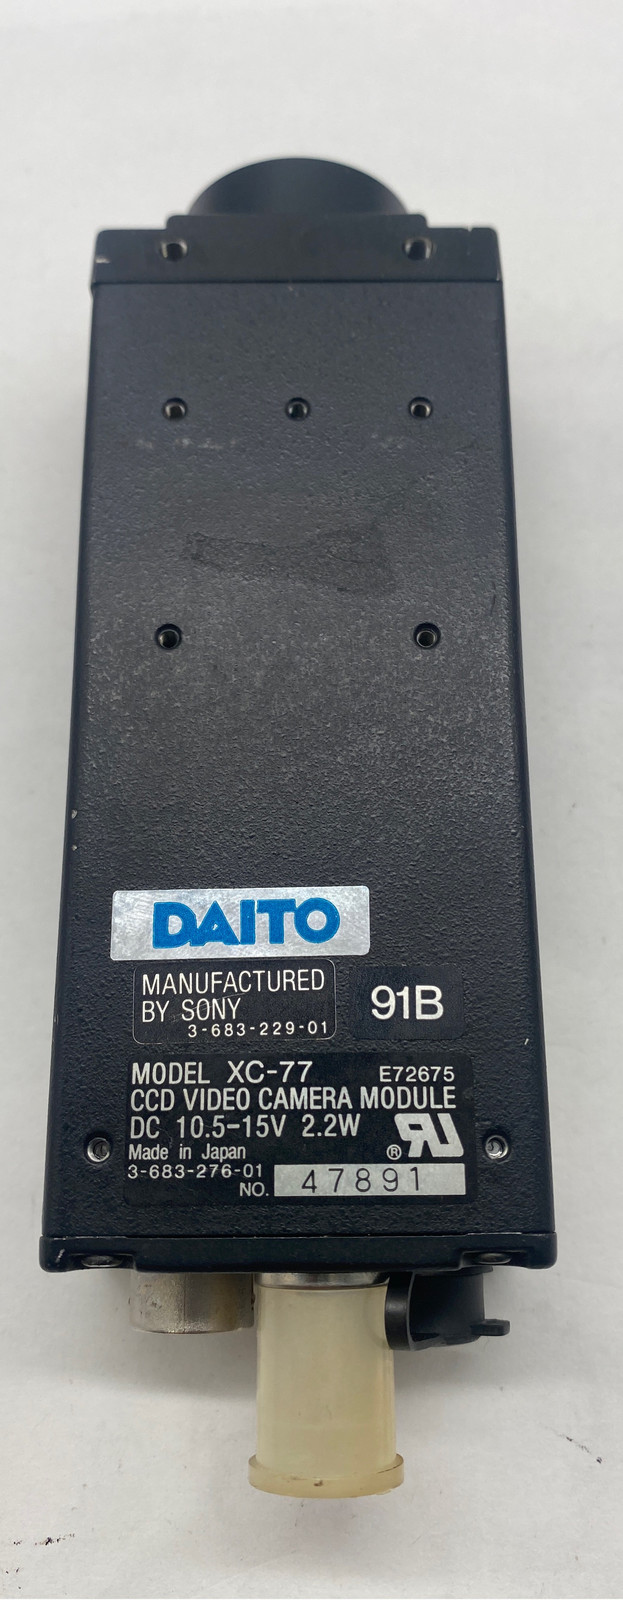 DAITO
MANUFACTURED
BY SONY
3-683-229-01
91B
MODEL XC-77 E72675
CCD VIDEO CAMERA MODULE
DC 10.5-15V 2.2W
Made in Japan ®
3-683-276-01
NO. 47891